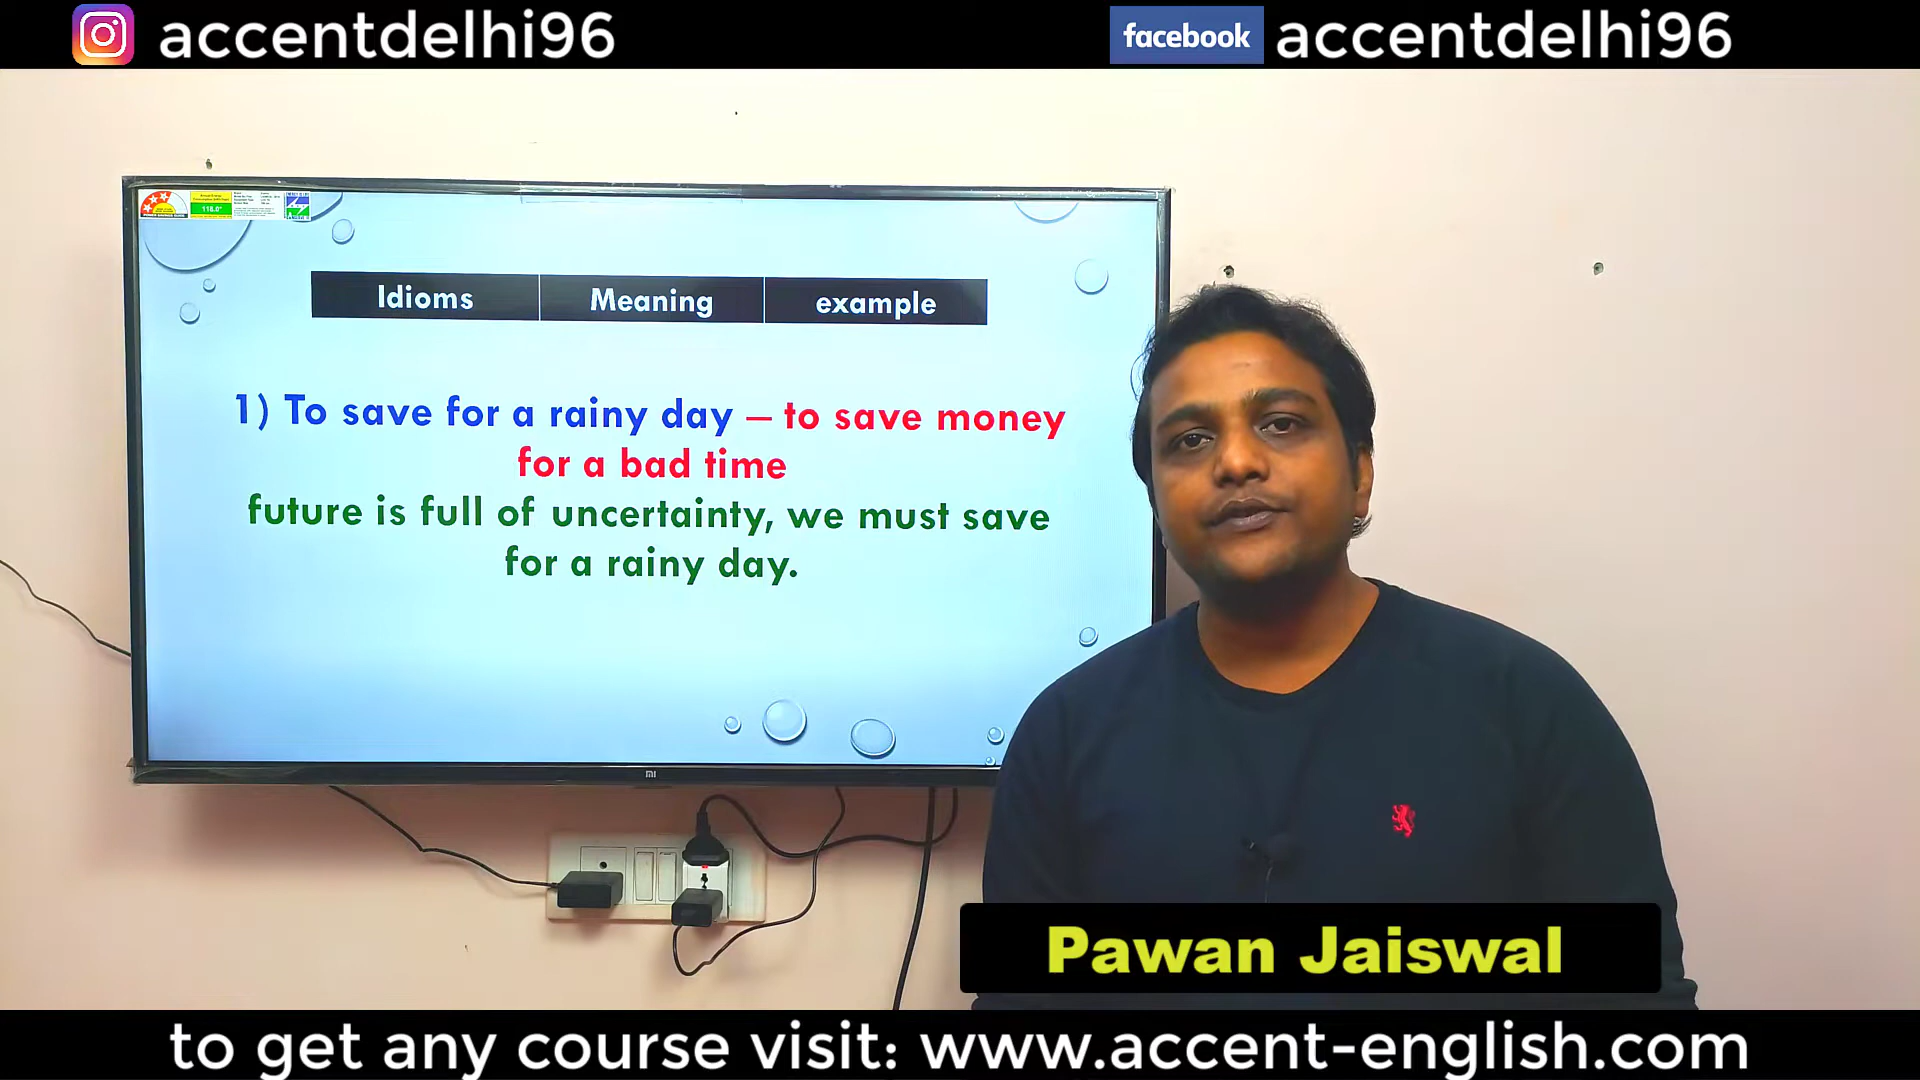 accentdelhi96
facebook accentdelhi96
118.0*
Idioms Meaning example
1) To save for a rainy day – to save money
for a bad time
future is full of uncertainty, we must save
for a rainy day.
mi
Pawan Jaiswal
to get any course visit: www.accent-english.com